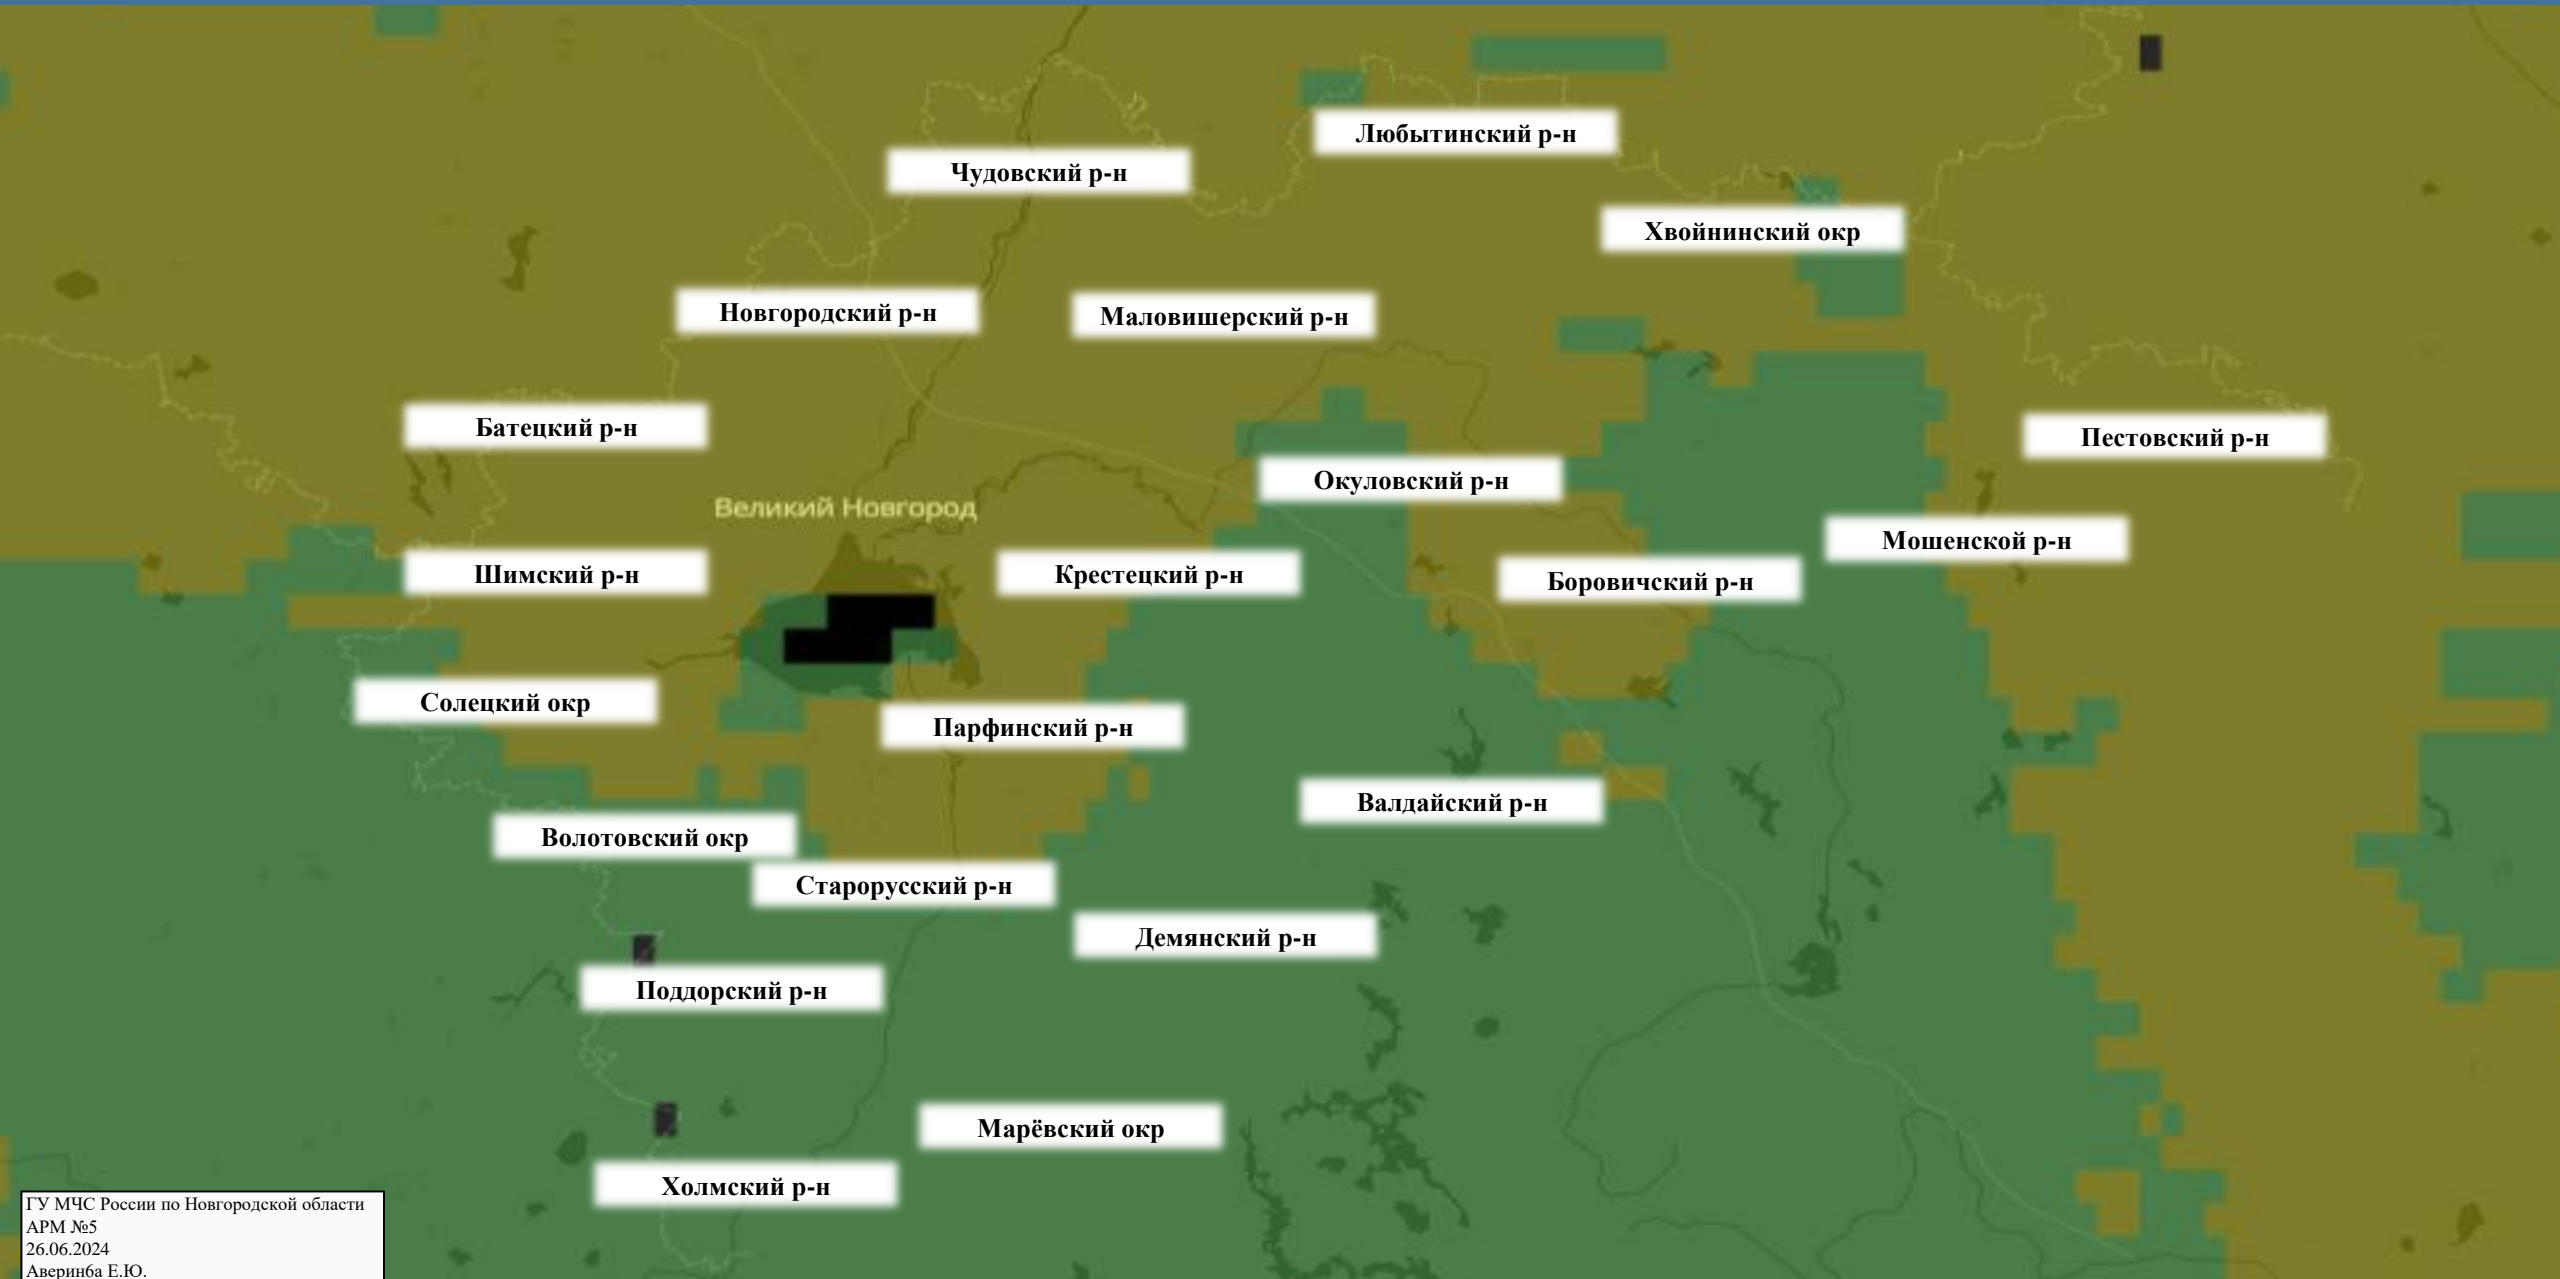 Любытинский р-н
Чудовский р-н
Хвойнинский окр
Новгородский р-н
Маловишерский р-н
Батецкий р-н
Пестовский р-н
Окуловский р-н
Великий Новгород
Мошенской р-н
Шимский р-н
Крестецкий р-н
Боровичский р-н
Солецкий окр
Парфинский р-н
Валдайский р-н
Волотовский окр
Старорусский р-н
Демянский р-н
Поддорский р-н
Марёвский окр
Холмский р-н
ГУ МЧС России по Новгородской области
АРМ №5
26.06.2024
Аверин6а Е.Ю.